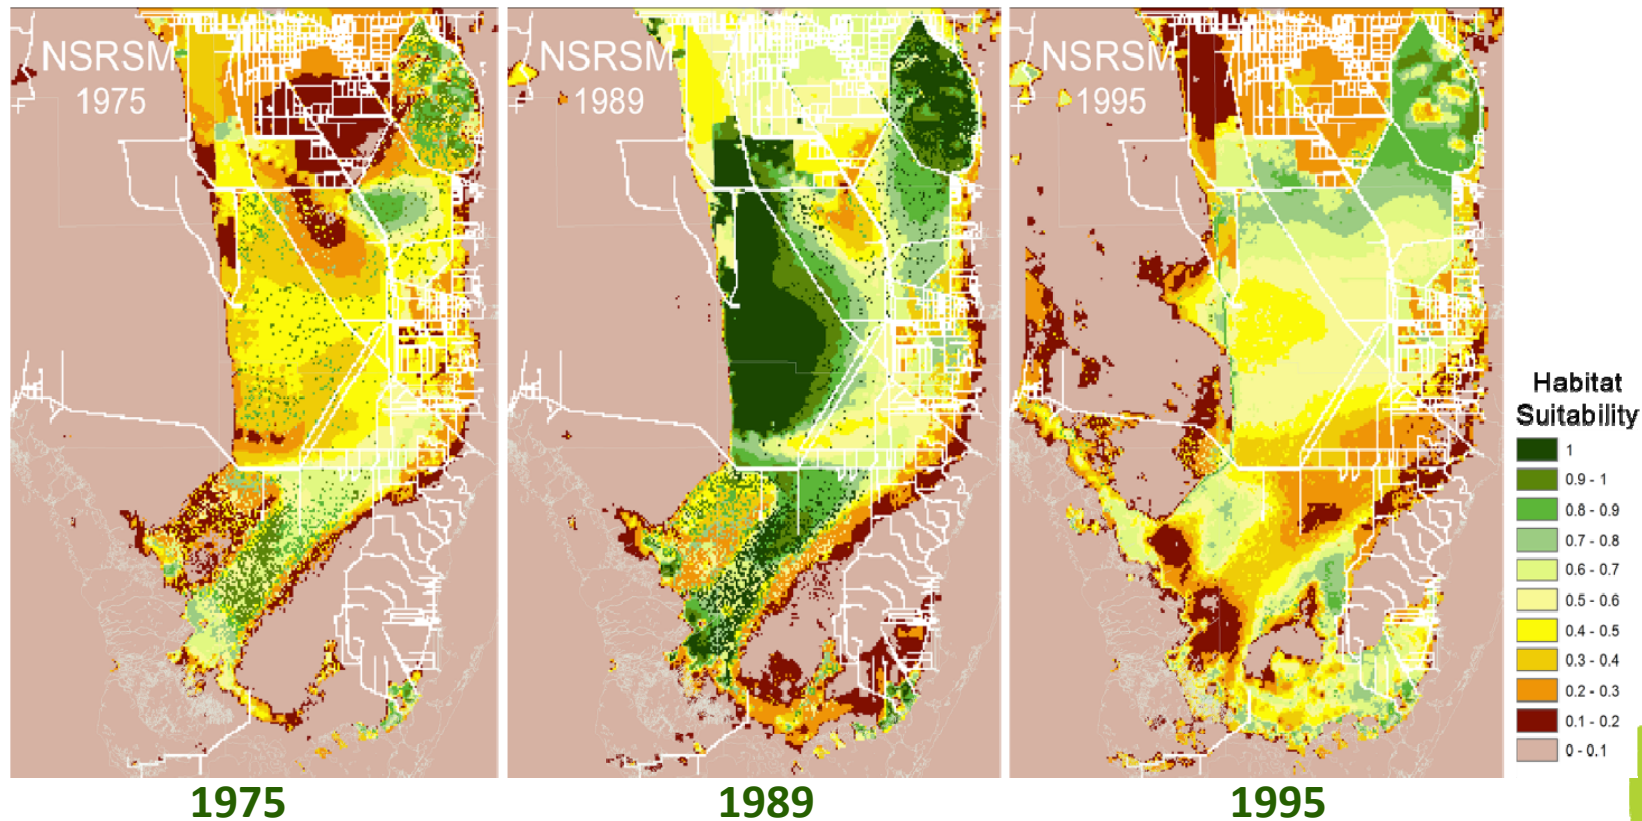 NSRSM
1975
NSRSM
1989
NSRSM
1995
Habitat
Suitability
1
0.9 - 1
0.8 - 0.9
0.7 - 0.8
0.6 - 0.7
0.5 - 0.6
0.4 - 0.5
0.3 - 0.4
0.2 - 0.3
0.1 - 0.2
0 - 0.1
1975
1989
1995